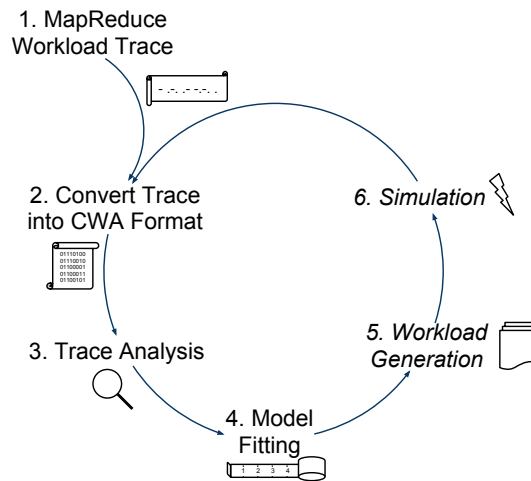 1. MapReduce
Workload Trace
- .-. .- -.-. .
2. Convert Trace
into CWA Format
6. Simulation
01110100
01110010
01100001
01100011
01100101
5. Workload
Generation
3. Trace Analysis
4. Model
Fitting
1 2 3 4